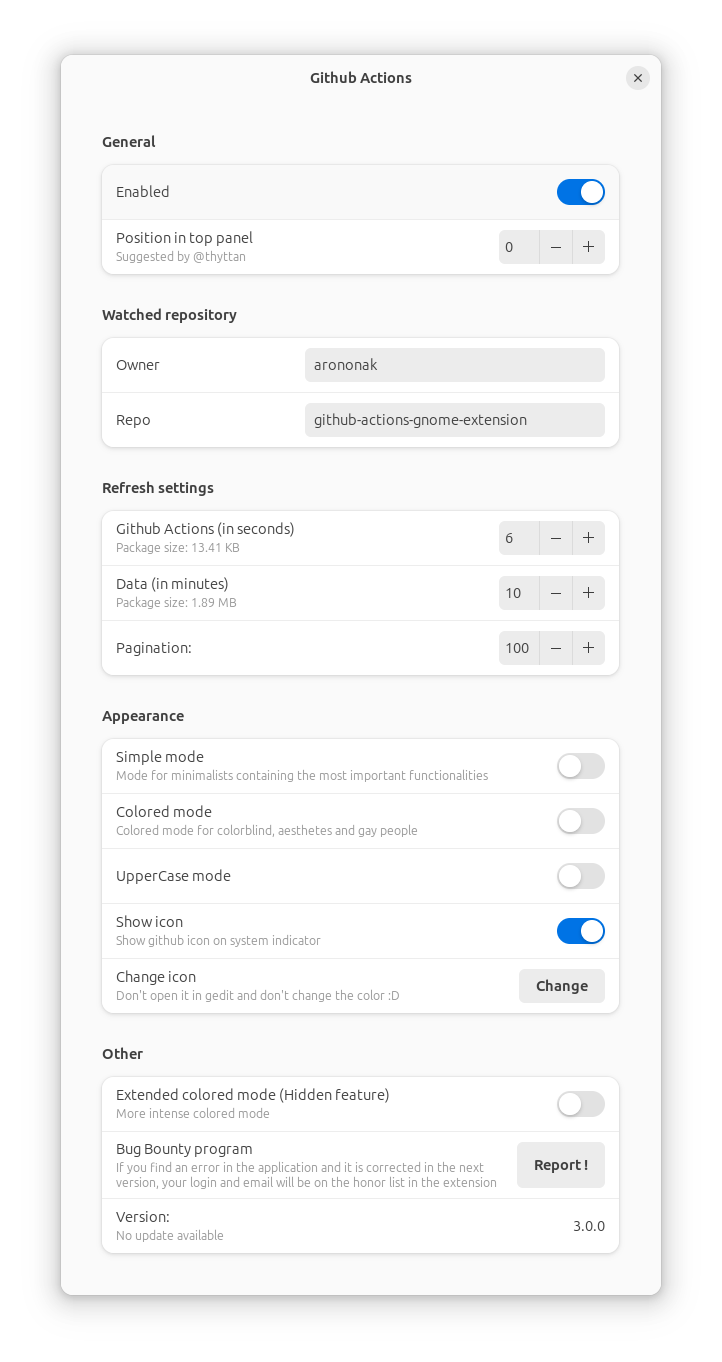 Github Actions
General
Enabled
Position in top panel
Suggested by @thyttan
0
Watched repository
Owner
arononak
Repo
github-actions-gnome-extension
Refresh settings
Github Actions (in seconds)
Package size: 13.41 KB
6
Data (in minutes)
Package size: 1.89 MB
10
Pagination:
100
Appearance
Simple mode
Mode for minimalists containing the most important functionalities
Colored mode
Colored mode for colorblind, aesthetes and gay people
UpperCase mode
Show icon
Show github icon on system indicator
Change icon
Don't open it in gedit and don't change the color :D
Change
Other
Extended colored mode (Hidden feature)
More intense colored mode
Bug Bounty program
If you find an error in the application and it is corrected in the next
version, your login and email will be on the honor list in the extension
Report !
Version:
No update available
3.0.0